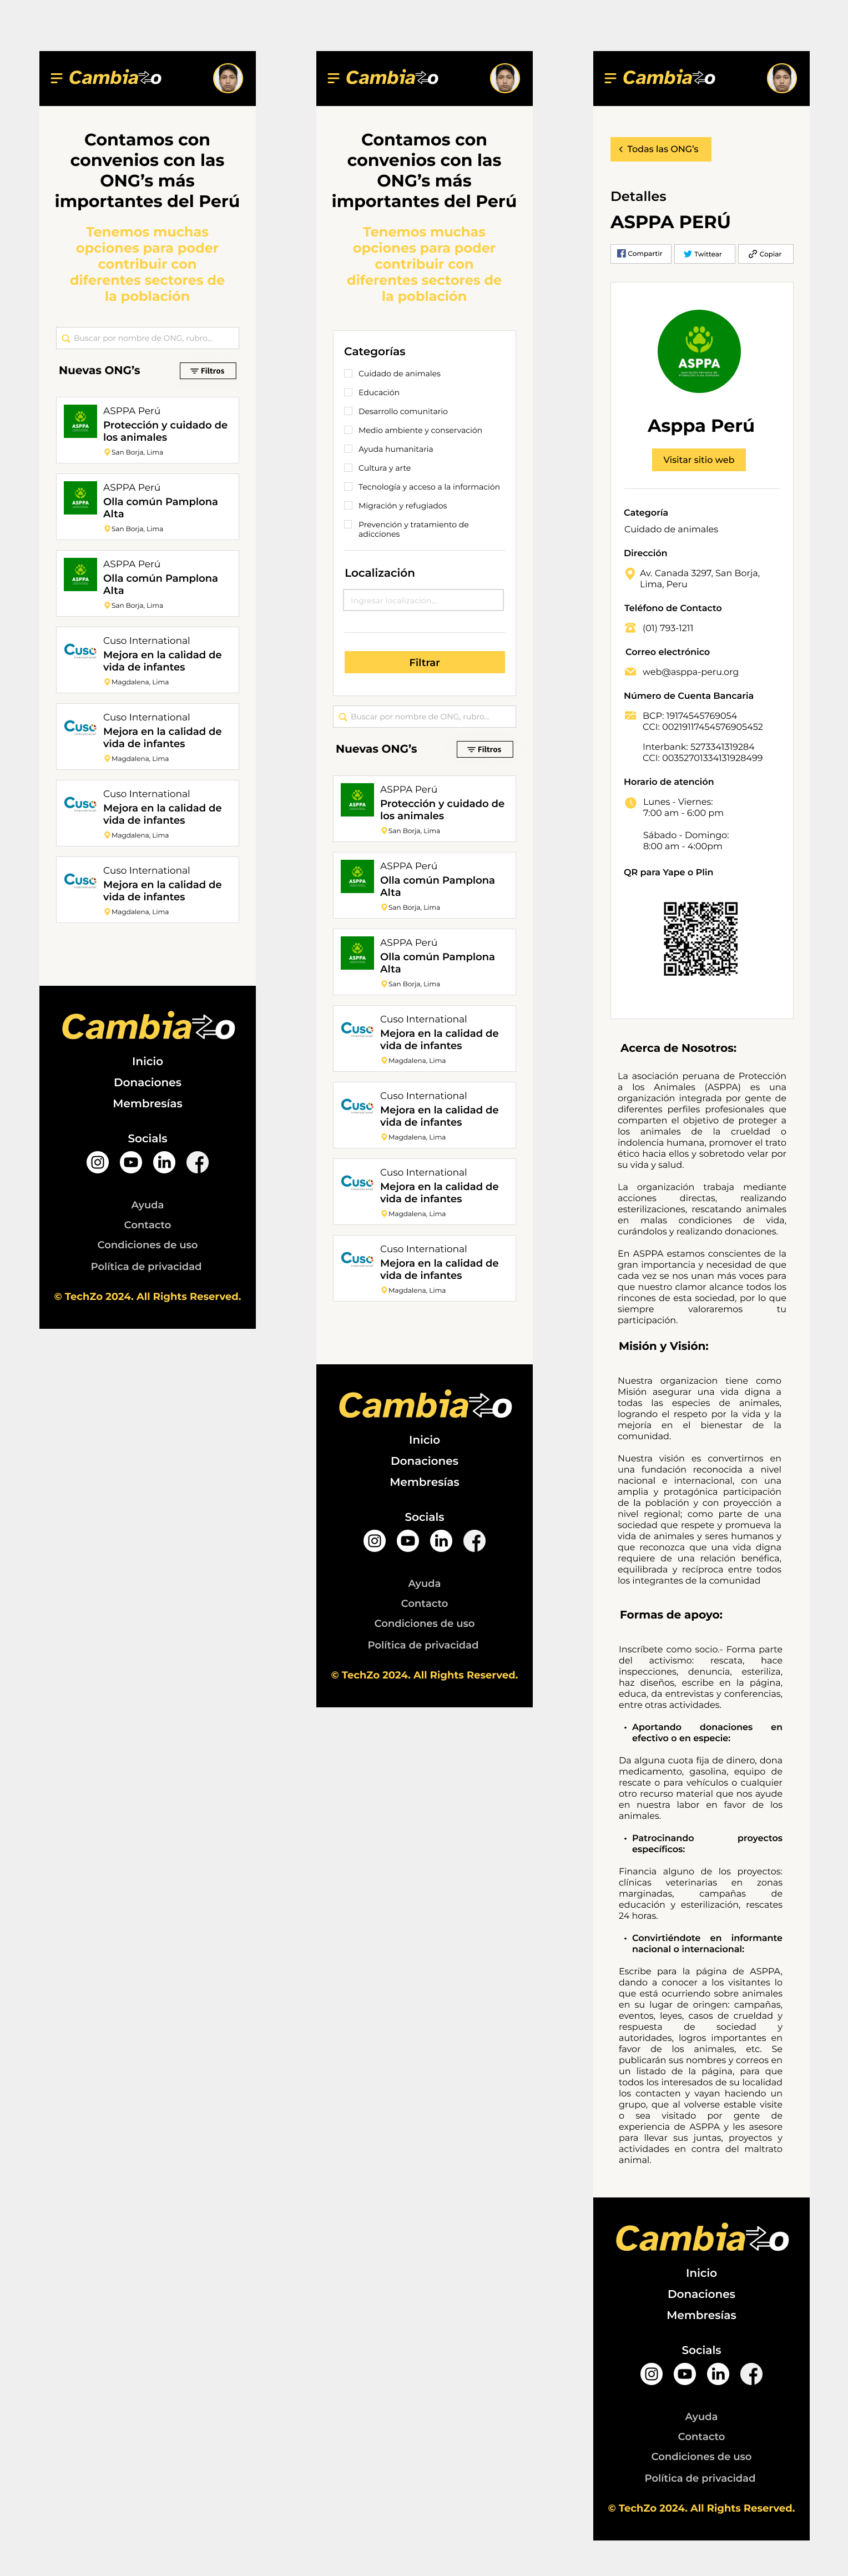 Cambiazo
Contamos con
convenios con las
ONG's más
importantes del Perú
Tenemos muchas
opciones para poder
contribuir con
diferentes sectores de
la población
Buscar por nombre de ONG, rubro...
Nuevas ONG's
Filtros
ASPPA
ASPPA Perú
Protección y cuidado de
los animales
San Borja, Lima
ASPPA
ASPPA Perú
Olla común Pamplona
Alta
San Borja, Lima
ASPPA
ASPPA Perú
Olla común Pamplona
Alta
San Borja, Lima
Cuso
Cuso International
Mejora en la calidad de
vida de infantes
Magdalena, Lima
Cuso
Cuso International
Mejora en la calidad de
vida de infantes
Magdalena, Lima
Cuso
Cuso International
Mejora en la calidad de
vida de infantes
Magdalena, Lima
Cuso
Cuso International
Mejora en la calidad de
vida de infantes
Magdalena, Lima
Cambiazo
Inicio
Donaciones
Membresías
Socials
Ayuda
Contacto
Condiciones de uso
Política de privacidad
© TechZo 2024. All Rights Reserved.
Cambiazo
Contamos con
convenios con las
ONG's más
importantes del Perú
Tenemos muchas
opciones para poder
contribuir con
diferentes sectores de
la población
Categorías
Cuidado de animales
Educación
Desarrollo comunitario
Medio ambiente y conservación
Ayuda humanitaria
Cultura y arte
Tecnología y acceso a la información
Migración y refugiados
Prevención y tratamiento de
adicciones
Localización
Ingresar localización...
Filtrar
Buscar por nombre de ONG, rubro...
Nuevas ONG's
Filtros
ASPPA
ASPPA Perú
Protección y cuidado de
los animales
San Borja, Lima
ASPPA
ASPPA Perú
Olla común Pamplona
Alta
San Borja, Lima
ASPPA
ASPPA Perú
Olla común Pamplona
Alta
San Borja, Lima
Cuso
Cuso International
Mejora en la calidad de
vida de infantes
Magdalena, Lima
Cuso
Cuso International
Mejora en la calidad de
vida de infantes
Magdalena, Lima
Cuso
Cuso International
Mejora en la calidad de
vida de infantes
Magdalena, Lima
Cuso
Cuso International
Mejora en la calidad de
vida de infantes
Magdalena, Lima
Cambiazo
Inicio
Donaciones
Membresías
Socials
Ayuda
Contacto
Condiciones de uso
Política de privacidad
© TechZo 2024. All Rights Reserved.
Cambiazo
Todas las ONG's
Detalles
ASPPA PERÚ
Compartir
Twittear
Copiar
ASPPA
Asppa Perú
Visitar sitio web
Categoría
Cuidado de animales
Dirección
Av. Canada 3297, San Borja,
Lima, Peru
Teléfono de Contacto
(01) 793-1211
Correo electrónico
web@asppa-peru.org
Número de Cuenta Bancaria
BCP: 19174545769054
CCI: 0021911745457690 5452
Interbank: 5273341319284
CCI: 00352701334131928499
Horario de atención
Lunes - Viernes:
7:00 am - 6:00 pm
Sábado - Domingo:
8:00 am - 4:00pm
QR para Yape o Plin
Acerca de Nosotros:
La asociación peruana de Protección
a los Animales (ASPPA) es una
organización integrada por gente de
diferentes perfiles profesionales que
comparten el objetivo de proteger a
los animales de la crueldad o
indolencia humana, promover el trato
ético hacia ellos y sobretodo velar por
su vida y salud.
La organización trabaja mediante
acciones directas, realizando
esterilizaciones, rescatando animales
en malas condiciones de vida,
curándolos y realizando donaciones.
En ASPPA estamos conscientes de la
gran importancia y necesidad de que
cada vez se nos unan más voces para
que nuestro clamor alcance todos los
rincones de esta sociedad, por lo que
siempre valoraremos tu
participación.
Misión y Visión:
Nuestra organizacion tiene como
Misión asegurar una vida digna a
todas las especies de animales,
logrando el respeto por la vida y la
mejoría en el bienestar de la
comunidad.
Nuestra visión es convertirnos en
una fundación reconocida a nivel
nacional e internacional, con una
amplia y protagónica participación
de la población y con proyección a
nivel regional; como parte de una
sociedad que respete y promueva la
vida de animales y seres humanos y
que reconozca que una vida digna
requiere de una relación benéfica,
equilibrada y recíproca entre todos
los integrantes de la comunidad
Formas de apoyo:
Inscríbete como socio.- Forma parte
del activismo: rescata, hace
inspecciones, denuncia, esteriliza,
haz diseños, escribe en la página,
educa, da entrevistas y conferencias,
entre otras actividades.
• Aportando donaciones en
efectivo o en especie:
Da alguna cuota fija de dinero, dona
medicamento, gasolina, equipo de
rescate o para vehículos o cualquier
otro recurso material que nos ayude
en nuestra labor en favor de los
animales.
• Patrocinando proyectos
específicos:
Financia alguno de los proyectos:
clínicas veterinarias en zonas
marginadas, campañas de
educación y esterilización, rescates
24 horas.
• Convirtiéndote en informante
nacional o internacional:
Escribe para la página de ASPPA,
dando a conocer a los visitantes lo
que está ocurriendo sobre animales
en su lugar de oringen: campañas,
eventos, leyes, casos de crueldad y
respuesta de sociedad y
autoridades, logros importantes en
favor de los animales, etc. Se
publicarán sus nombres y correos en
un listado de la página, para que
todos los interesados de su localidad
los contacten y vayan haciendo un
grupo, que al volverse estable visite
o sea visitado por gente de
experiencia de ASPPA y les asesore
para llevar sus juntas, proyectos y
actividades en contra del maltrato
animal.
Cambiazo
Inicio
Donaciones
Membresías
Socials
Ayuda
Contacto
Condiciones de uso
Política de privacidad
© TechZo 2024. All Rights Reserved.